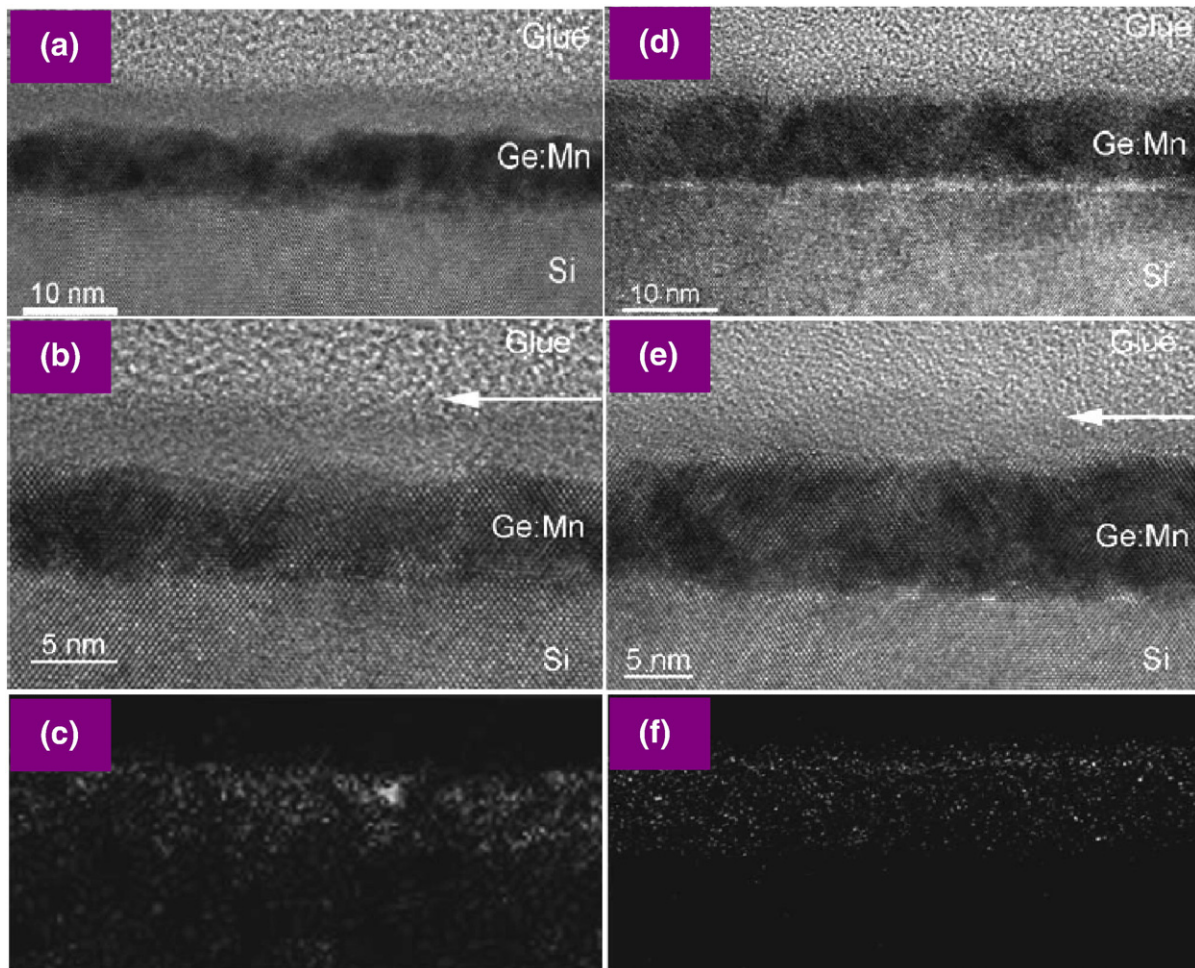 (a)
Glue
Ge:Mn
Si
10 nm
(b)
Glue
Ge:Mn
Si
5 nm
(c)
(d)
Glue
Ge:Mn
Si
10 nm
(e)
Glue
Ge:Mn
Si
5 nm
(f)